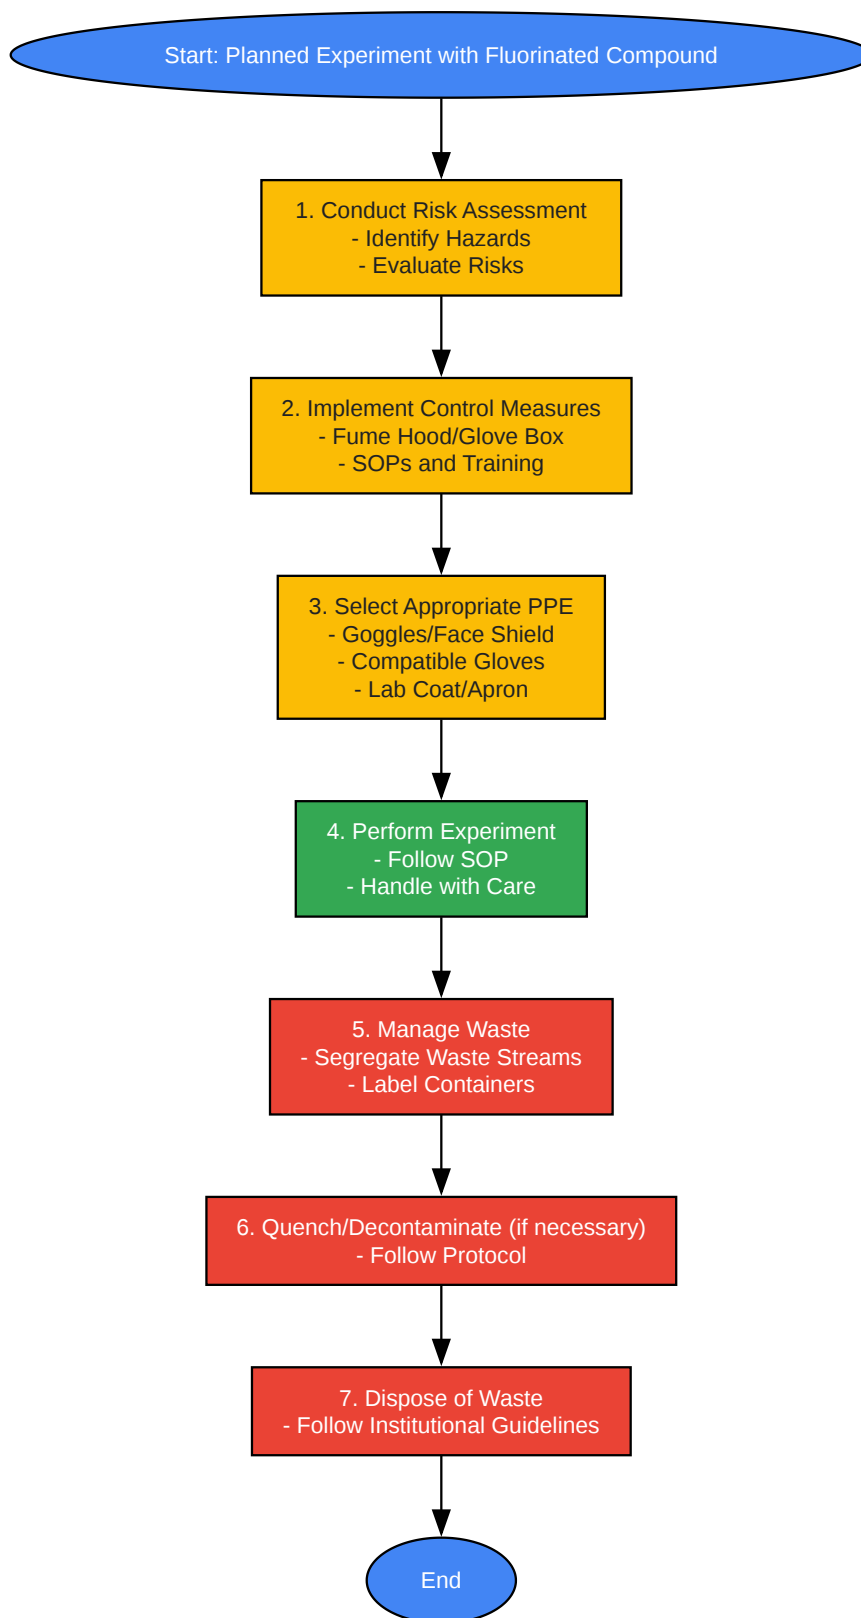 Start: Planned Experiment with Fluorinated Compound
1. Conduct Risk Assessment
- Identify Hazards
- Evaluate Risks
2. Implement Control Measures
- Fume Hood/Glove Box
- SOPs and Training
3. Select Appropriate PPE
- Goggles/Face Shield
- Compatible Gloves
- Lab Coat/Apron
4. Perform Experiment
- Follow SOP
- Handle with Care
5. Manage Waste
- Segregate Waste Streams
- Label Containers
6. Quench/Decontaminate (if necessary)
- Follow Protocol
7. Dispose of Waste
- Follow Institutional Guidelines
End